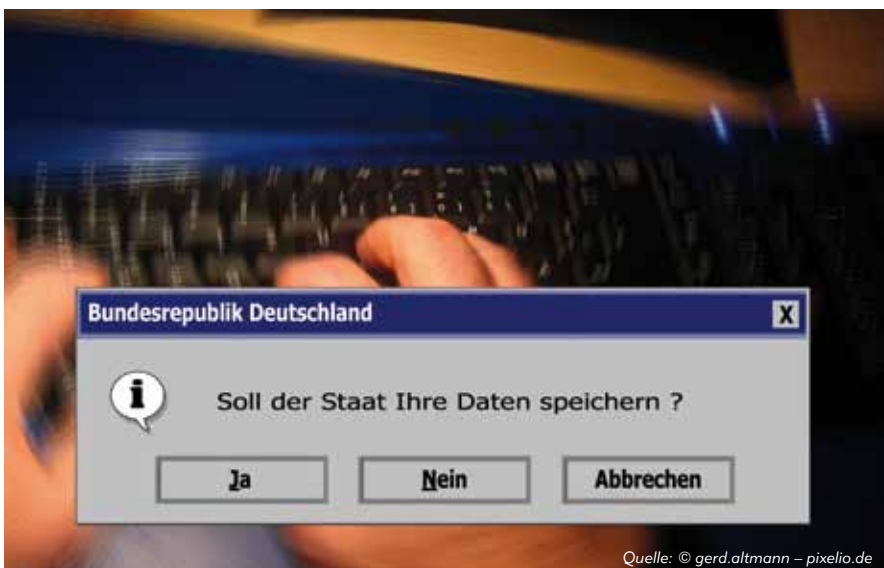 Bundesrepublik Deutschland X
i
Soll der Staat Ihre Daten speichern ?
Ja Nein Abbrechen
Quelle: © gerd.altmann – pixelio.de